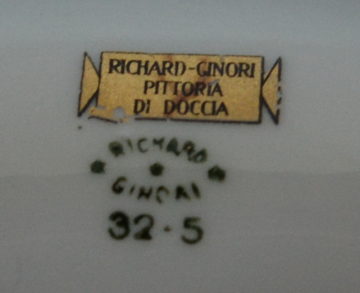 RICHARD-GINORI
PITTORIA
DI DOCCIA
RICHARD
GINORI
32-5